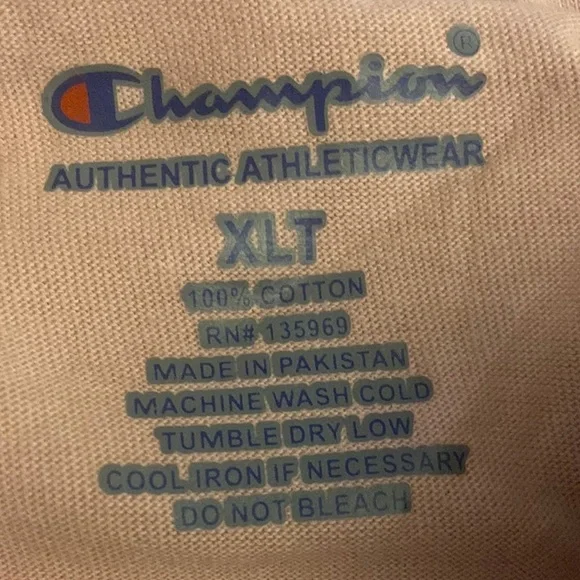 Champion®
AUTHENTIC ATHLETICWEAR
XLT
100% COTTON
RN# 135969
MADE IN PAKISTAN
MACHINE WASH COLD
TUMBLE DRY LOW
COOL IRON IF NECESSARY
DO NOT BLEACH